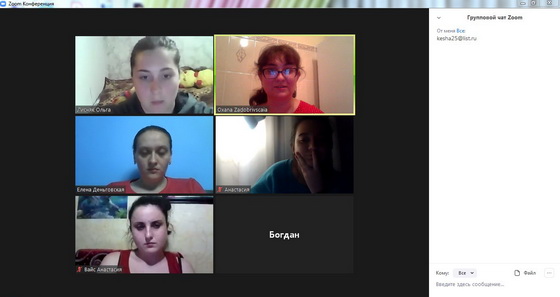 Zoom Конференция
Групповой чат Zoom
От меня Все:
kesha25@list.ru
Гусник Ольга
Oxana Zadobrivscaia
Елена Деньговская
Анастасия
Вайс Анастасия
Богдан
Кому:
Все
Файл
Введите здесь сообщение...